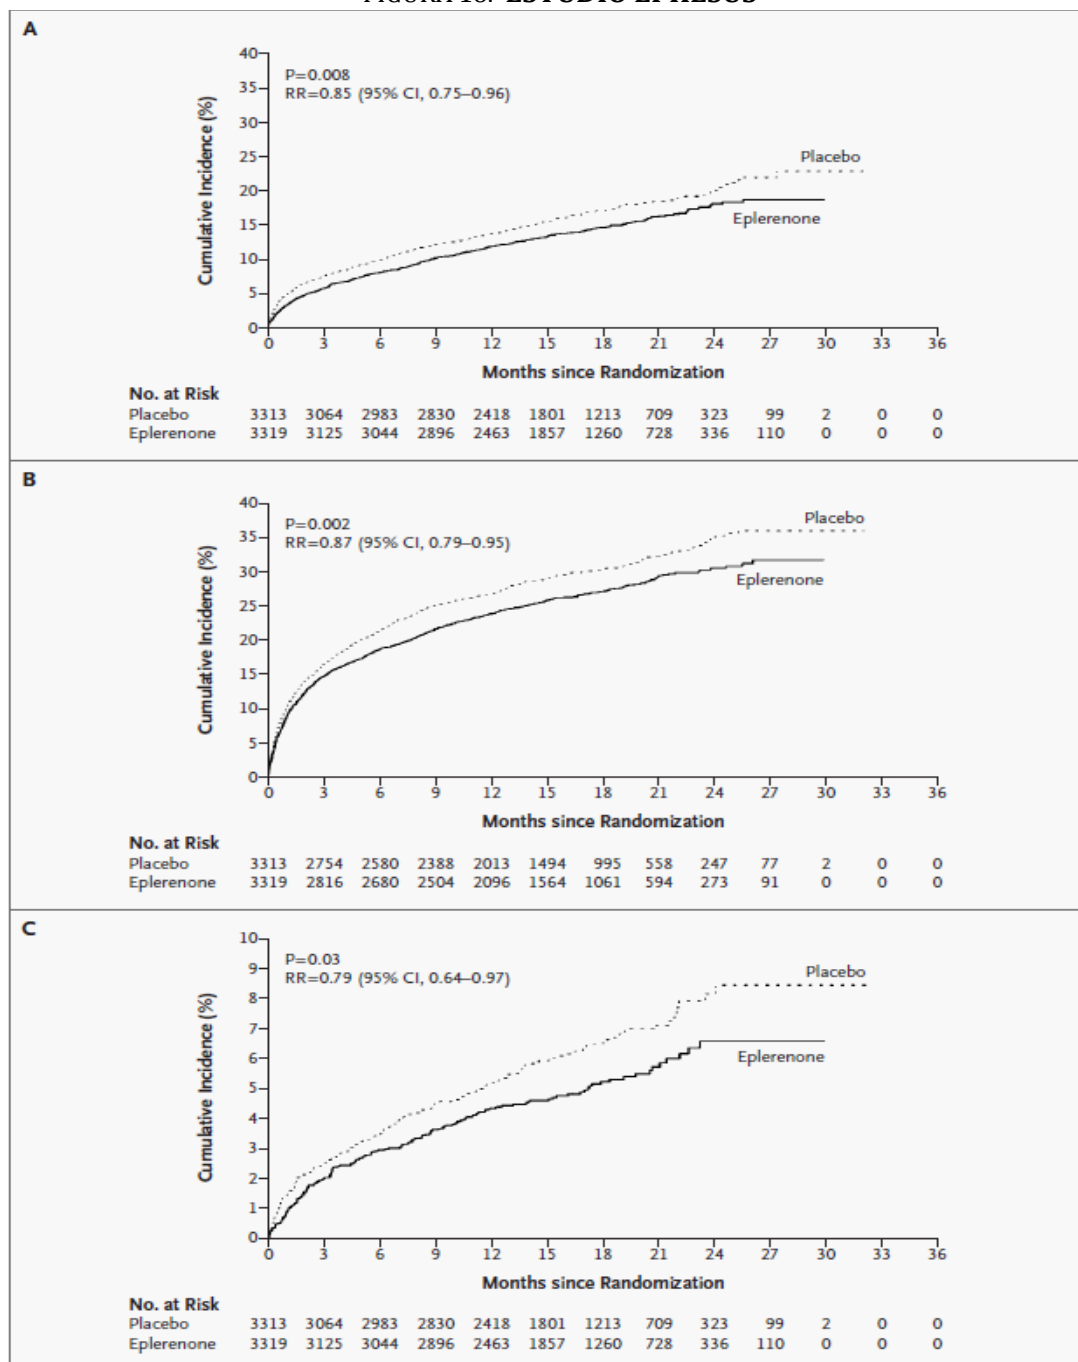 FIGURA 18. ESTUDIO EPHESUS
A
40
35
30
25
20
15
10
5
0
Cumulative Incidence (%)
P=0.008
RR=0.85 (95% CI, 0.75–0.96)
Placebo
Eplerenone
0 3 6 9 12 15 18 21 24 27 30 33 36
Months since Randomization
No. at Risk
Placebo 3313 3064 2983 2830 2418 1801 1213 709 323 99 2 0 0
Eplerenone 3319 3125 3044 2896 2463 1857 1260 728 336 110 0 0 0
B
40
35
30
25
20
15
10
5
0
Cumulative Incidence (%)
P=0.002
RR=0.87 (95% CI, 0.79–0.95)
Placebo
Eplerenone
0 3 6 9 12 15 18 21 24 27 30 33 36
Months since Randomization
No. at Risk
Placebo 3313 2754 2580 2388 2013 1494 995 558 247 77 2 0 0
Eplerenone 3319 2816 2680 2504 2096 1564 1061 594 273 91 0 0 0
C
10
9
8
7
6
5
4
3
2
1
0
Cumulative Incidence (%)
P=0.03
RR=0.79 (95% CI, 0.64–0.97)
Placebo
Eplerenone
0 3 6 9 12 15 18 21 24 27 30 33 36
Months since Randomization
No. at Risk
Placebo 3313 3064 2983 2830 2418 1801 1213 709 323 99 2 0 0
Eplerenone 3319 3125 3044 2896 2463 1857 1260 728 336 110 0 0 0